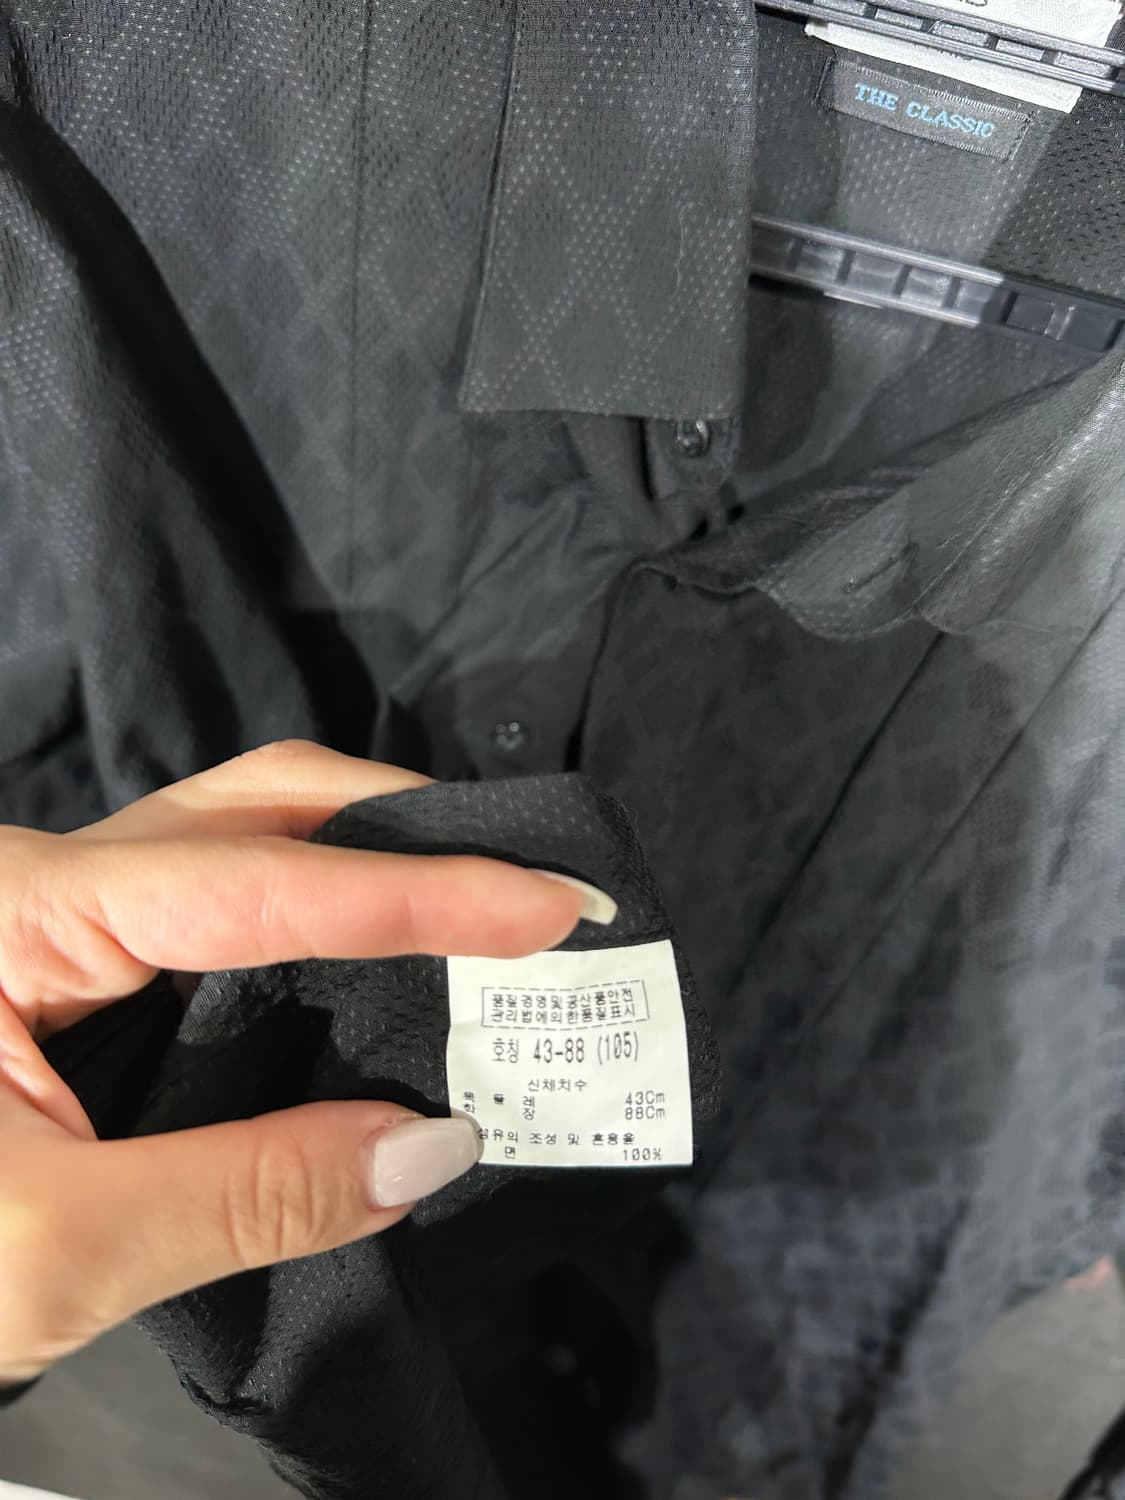 THE CLASSIC
품질경영및공산품안전
관리법에의한품질표시
호칭 43-88 (105)
신체치수
목 둘 레 43Cm
화 장 88Cm
섬유의 조성 및 혼용율
면 100%